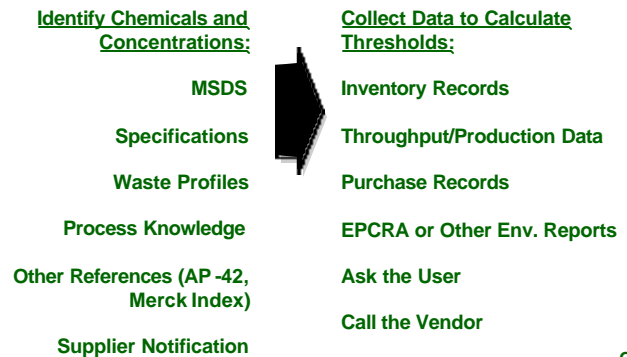 Identify Chemicals and
Concentrations:
MSDS
Specifications
Waste Profiles
Process Knowledge
Other References (AP -42,
Merck Index)
Supplier Notification
Collect Data to Calculate
Thresholds:
Inventory Records
Throughput/Production Data
Purchase Records
EPCRA or Other Env. Reports
Ask the User
Call the Vendor